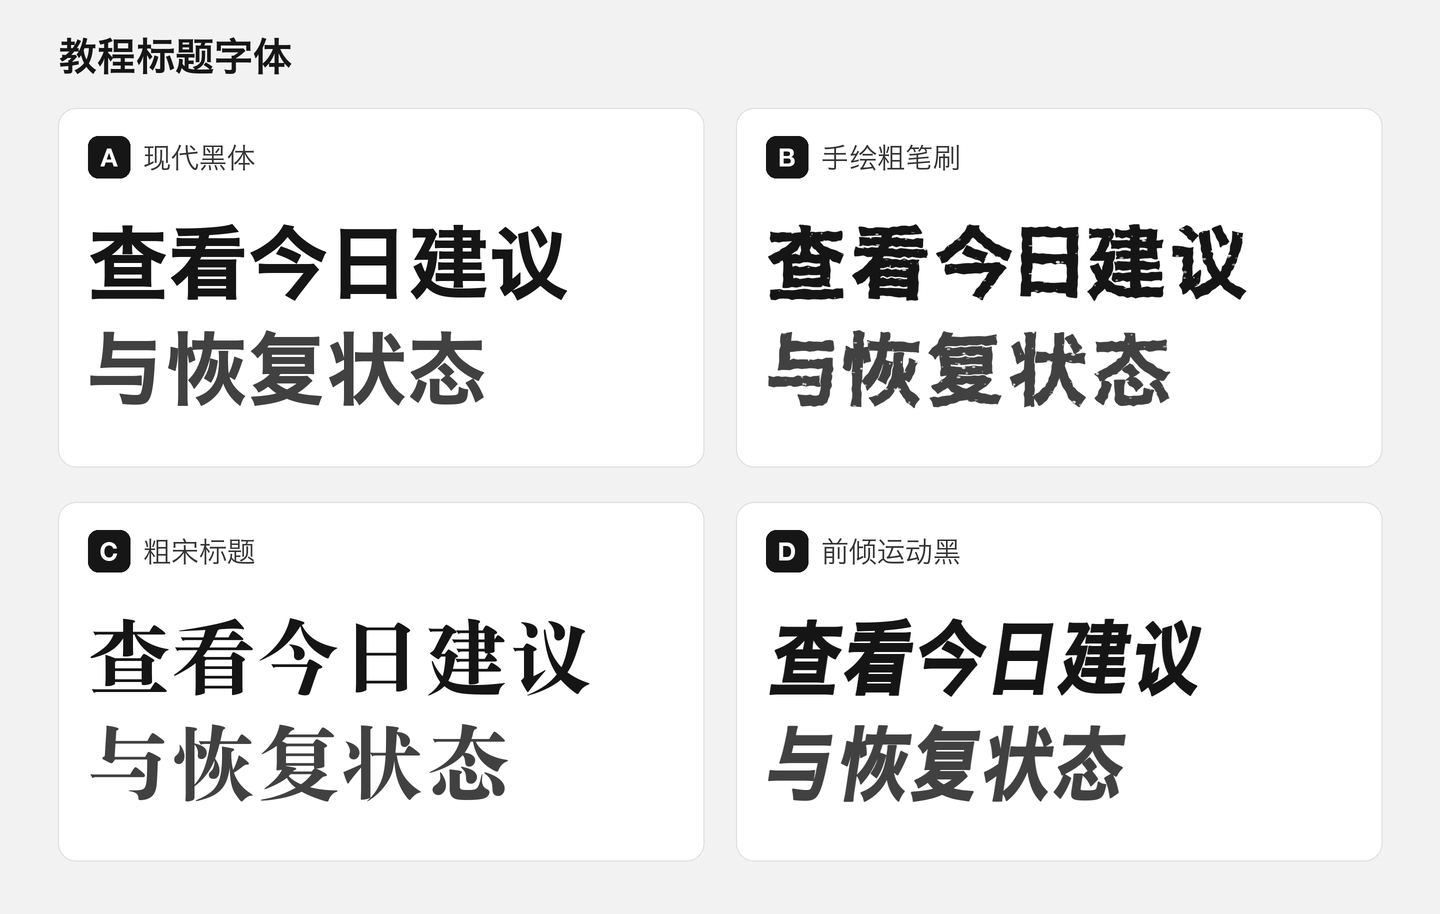 教程标题字体
A 现代黑体
查看今日建议
与恢复状态
B 手绘粗笔刷
查看今日建议
与恢复状态
C 粗宋标题
查看今日建议
与恢复状态
D 前倾运动黑
查看今日建议
与恢复状态